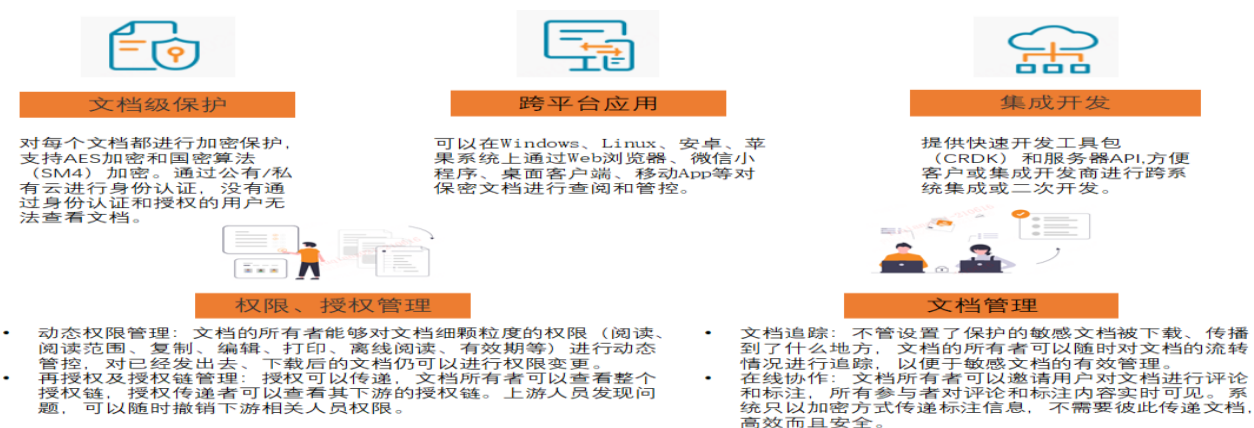 文档级保护
对每个文档都进行加密保护,
支持AES加密和国密算法
（SM4）加密。通过公有/私
有云进行身份认证，没有通
过身份认证和授权的用户无
法查看文档。
跨平台应用
可以在Windows、Linux、安卓、苹
果系统上通过Web浏览器、微信小
程序、桌面客户端、移动App等对
保密文档进行查阅和管控。
集成开发
提供快速开发工具包
（CRDK）和服务器API,方便
客户或集成开发商进行跨系
统集成或二次开发。
权限、授权管理
• 动态权限管理：文档的所有者能够对文档细颗粒度的权限（阅读、
阅读范围、复制、编辑、打印、离线阅读、有效期等）进行动态
管控，对已经发出去、下载后的文档仍可以进行权限变更。
• 再授权及授权链管理：授权可以传递，文档所有者可以查看整个
授权链，授权传递者可以查看其下游的授权链。上游人员发现问
题，可以随时撤销下游相关人员权限。
文档管理
• 文档追踪：不管设置了保护的敏感文档被下载、传播
到了什么地方，文档的所有者可以随时对文档的流转
情况进行追踪，以便于敏感文档的有效管理。
• 在线协作：文档所有者可以邀请用户对文档进行评论
和标注，所有参与者对评论和标注内容实时可见。系
统只以加密方式传递标注信息，不需要彼此传递文档,
高效而且安全。